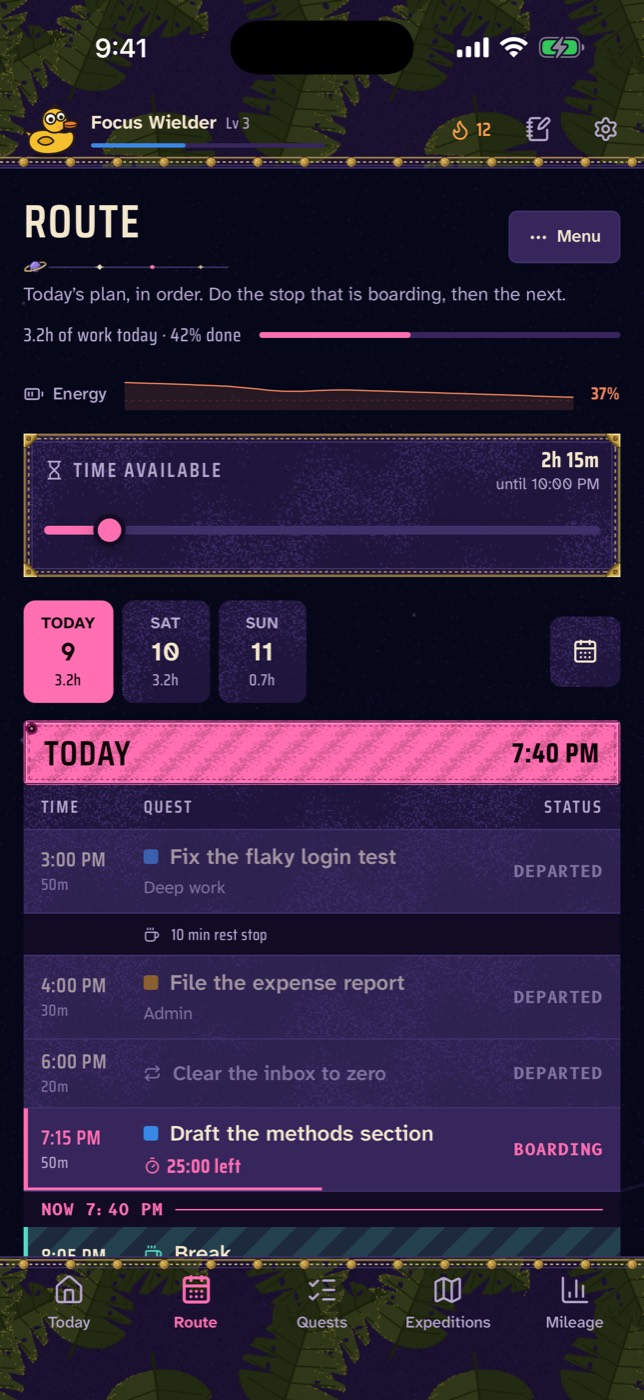 9:41
Focus Wielder Lv 3
12
ROUTE
Menu
Today's plan, in order. Do the stop that is boarding, then the next.
3.2h of work today · 42% done
Energy 37%
TIME AVAILABLE 2h 15m
until 10:00 PM
TODAY SAT SUN
9 10 11
3.2h 3.2h 0.7h
TODAY 7:40 PM
TIME QUEST STATUS
3:00 PM Fix the flaky login test DEPARTED
50m Deep work
10 min rest stop
4:00 PM File the expense report DEPARTED
30m Admin
6:00 PM Clear the inbox to zero DEPARTED
20m
7:15 PM Draft the methods section BOARDING
50m 25:00 left
NOW 7:40 PM
8:05 PM Break
Today Route Quests Expeditions Mileage